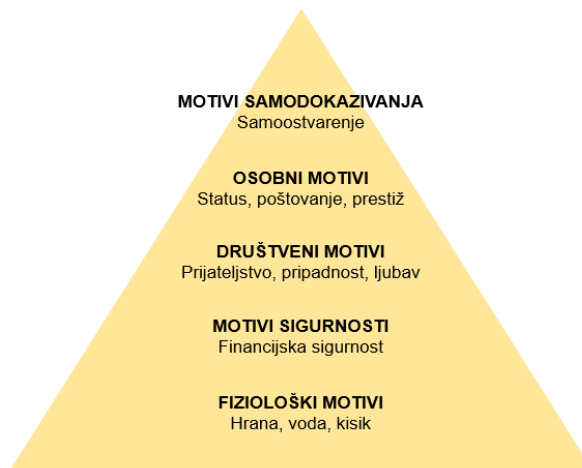 MOTIVI SAMODOKAZIVANJA
Samoostvarenje
OSOBNI MOTIVI
Status, poštovanje, prestiž
DRUŠTVENI MOTIVI
Prijateljstvo, pripadnost, ljubav
MOTIVI SIGURNOSTI
Financijska sigurnost
FIZIOLOŠKI MOTIVI
Hrana, voda, kisik